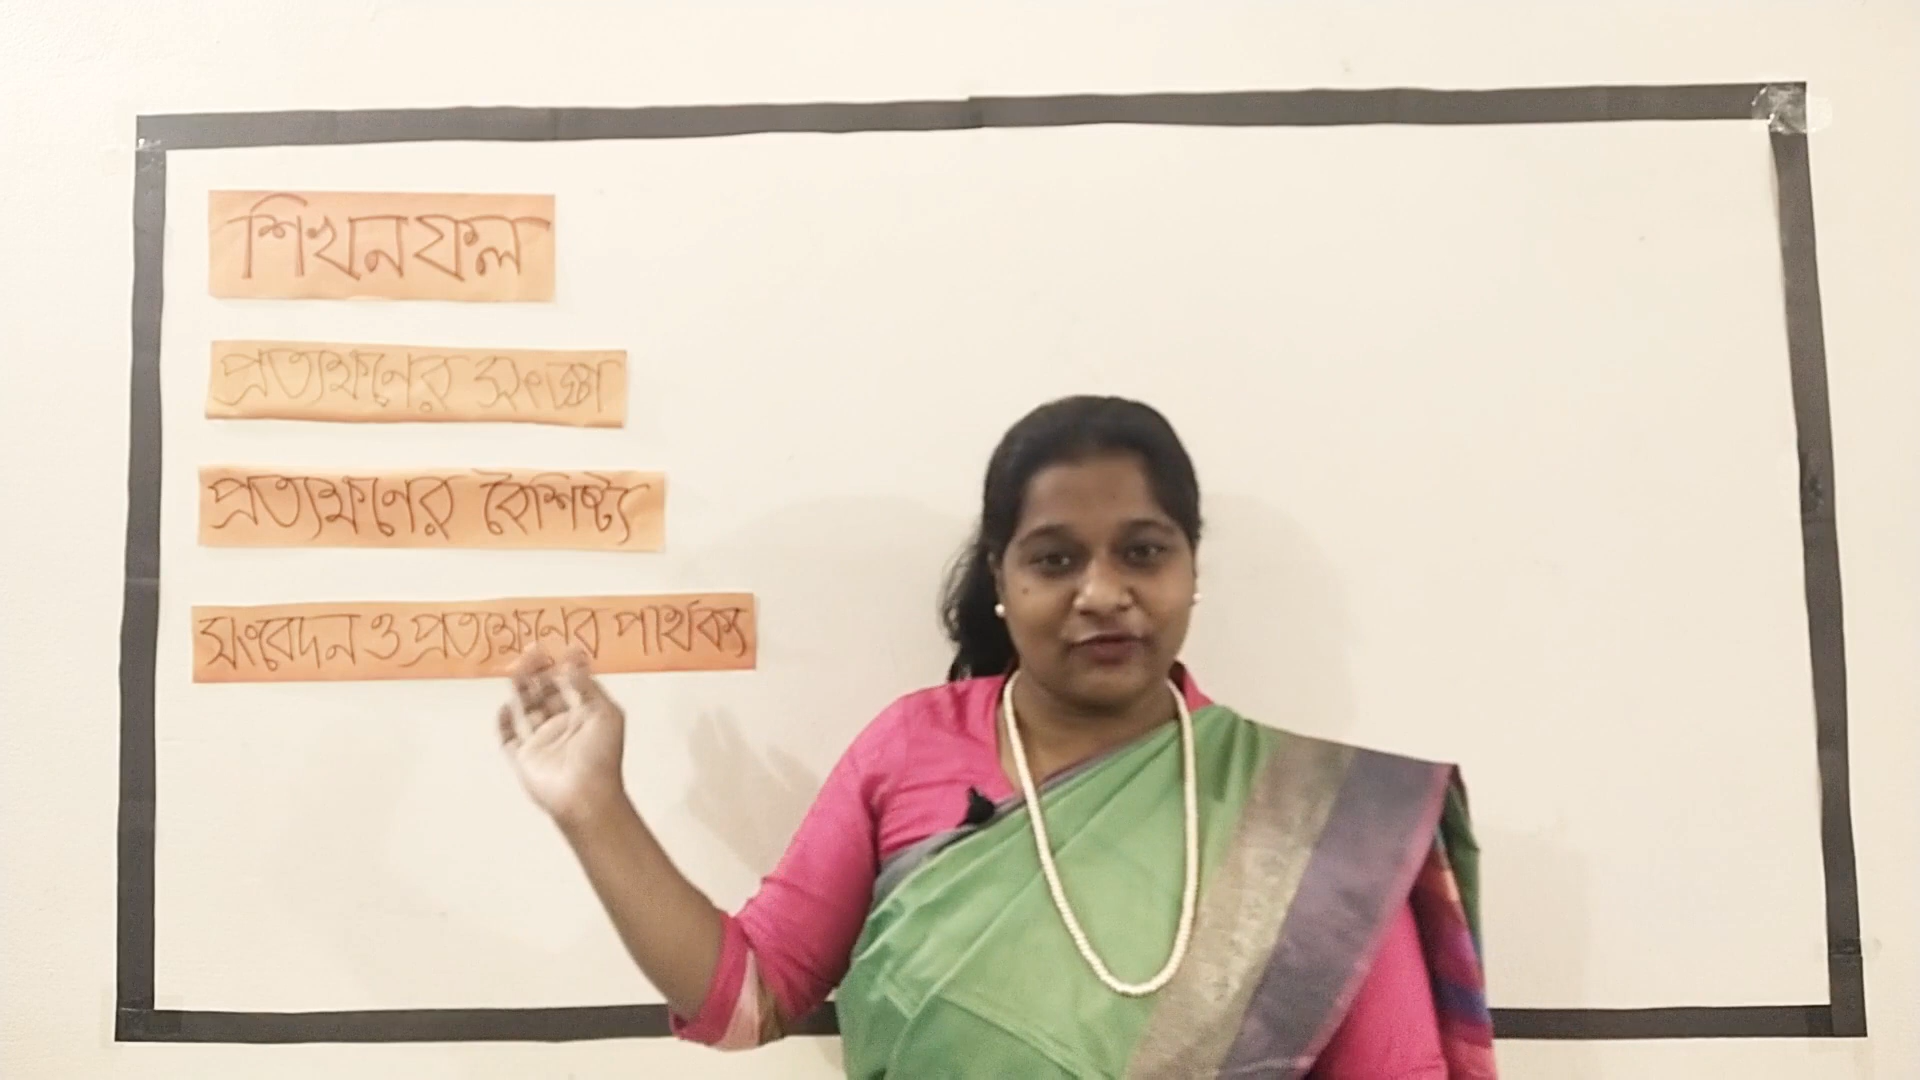 শিখনফল
প্রত্যক্ষণের সংজ্ঞা
প্রত্যক্ষণের বৈশিষ্ট্য
সংবেদন ও প্রত্যক্ষণের পার্থক্য